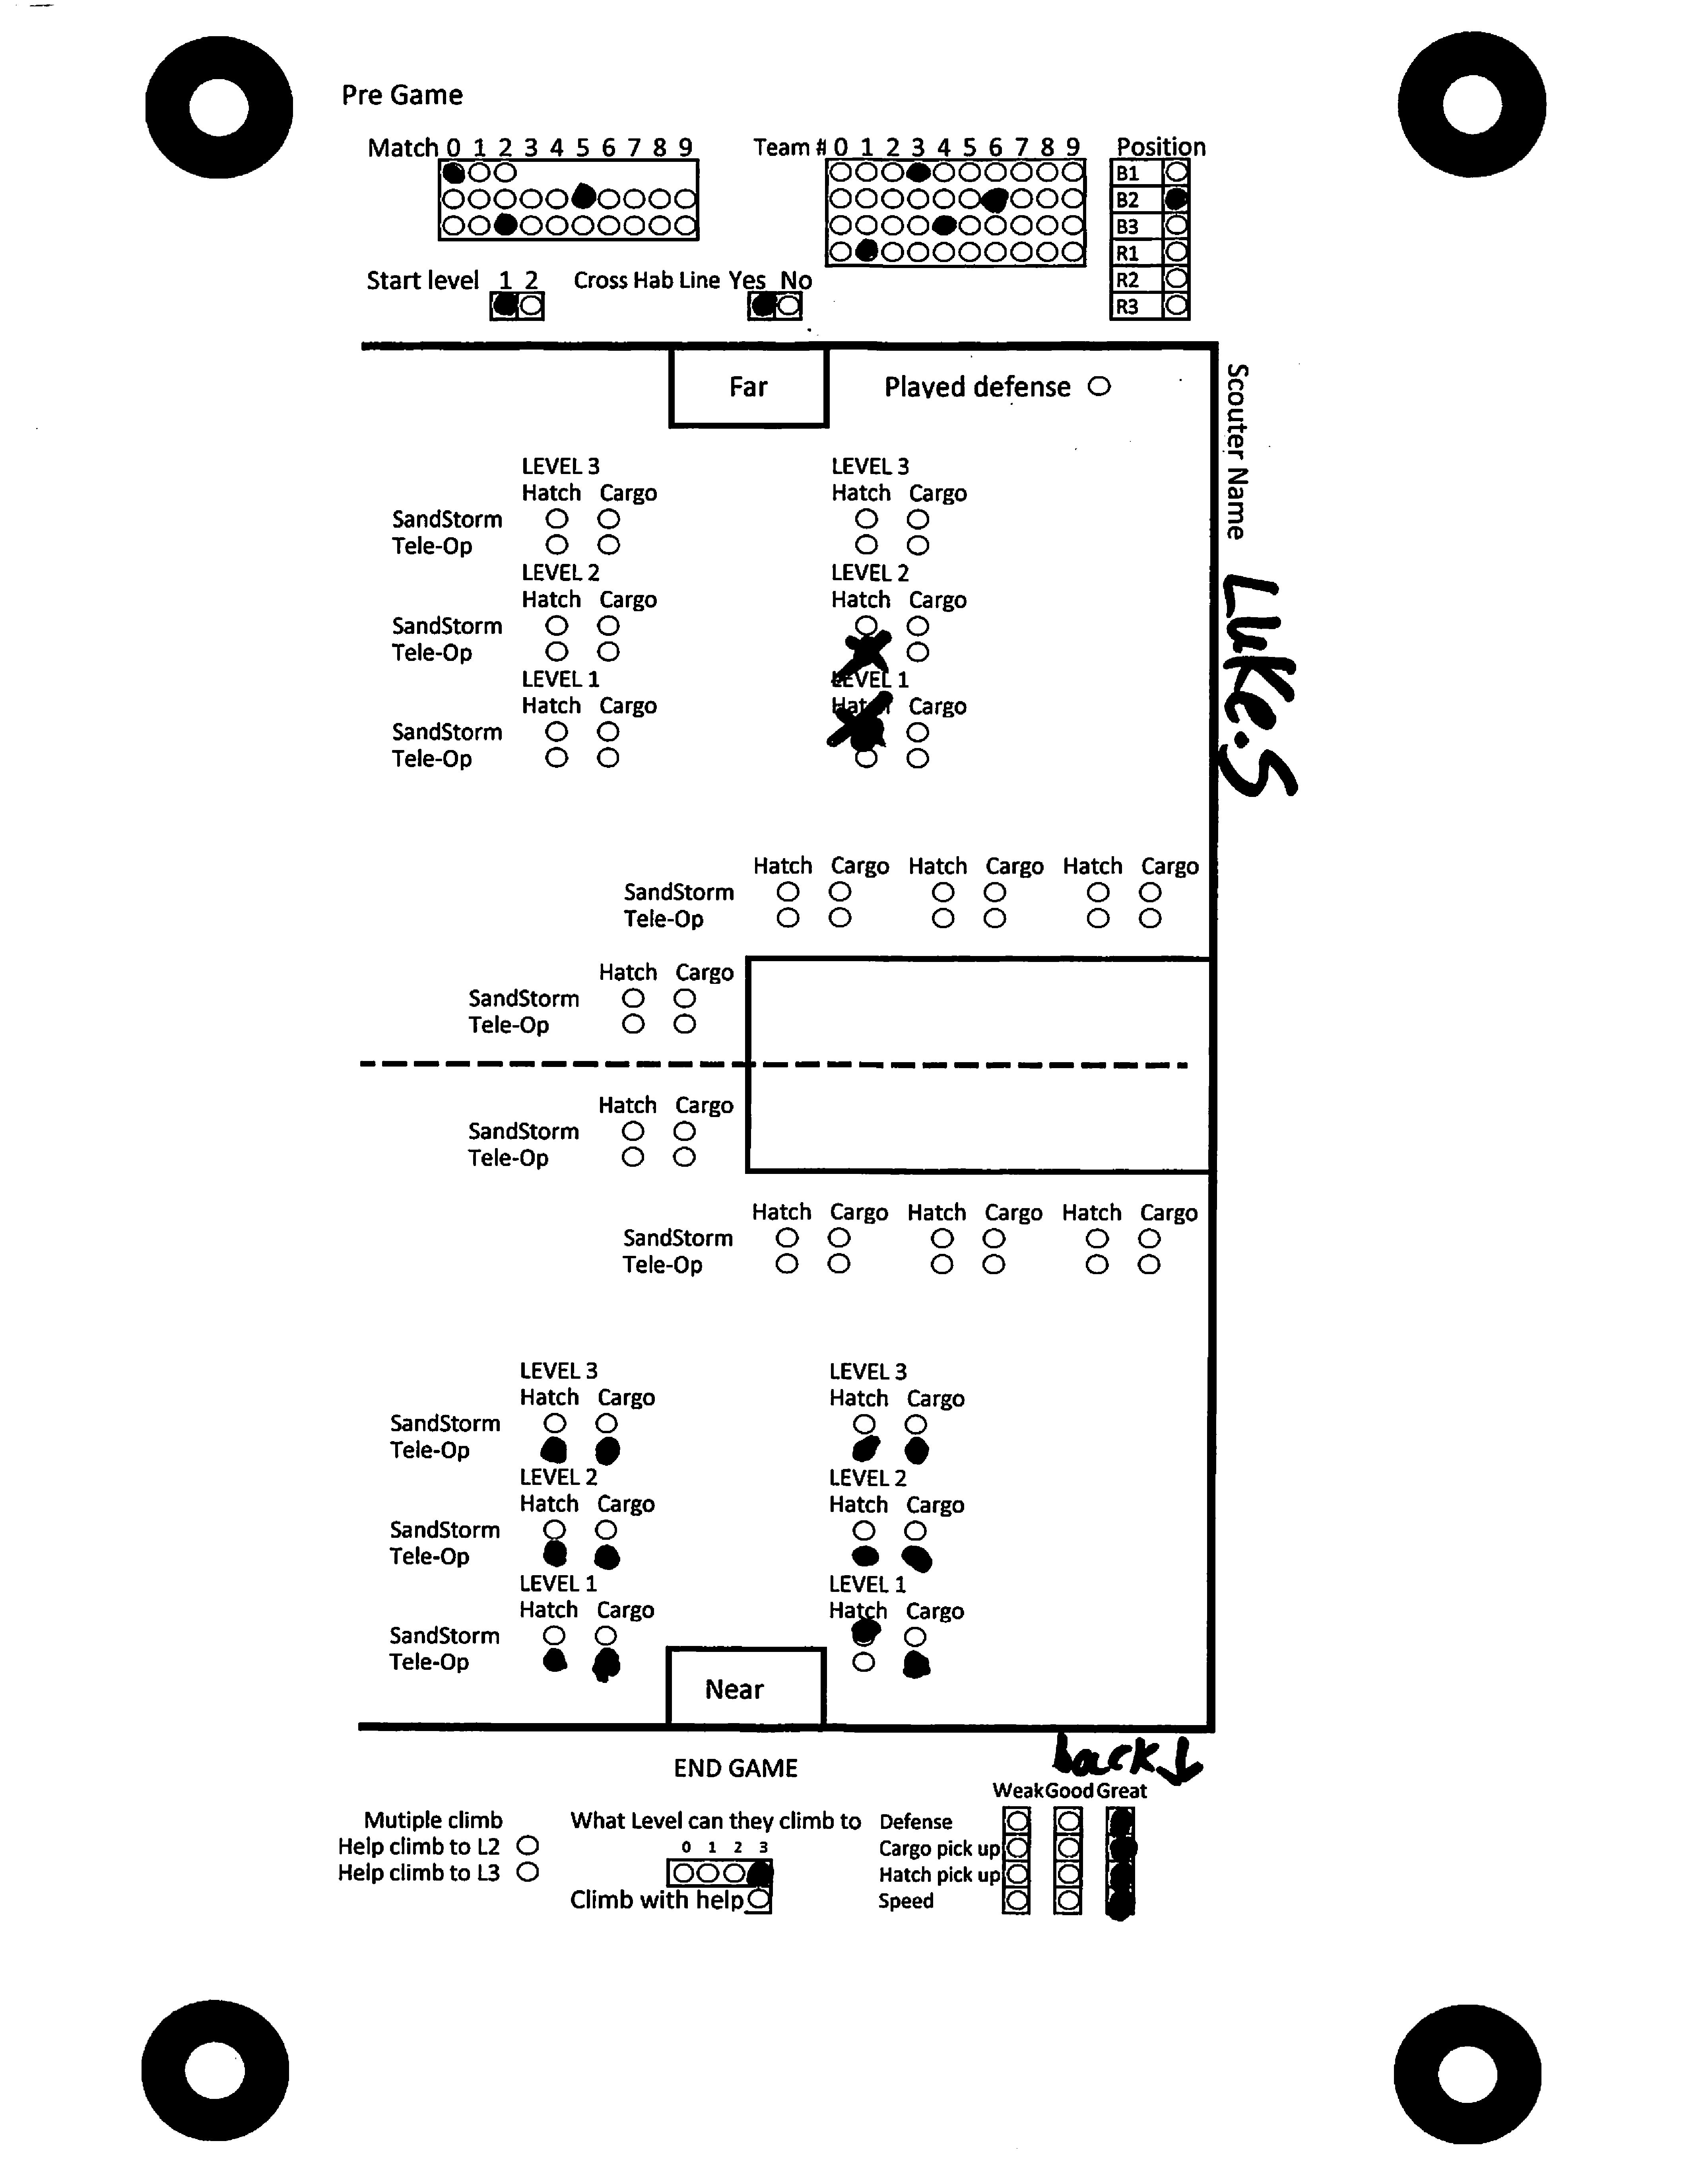 Pre Game
Match 0 1 2 3 4 5 6 7 8 9
Team # 0 1 2 3 4 5 6 7 8 9
Position
B1
B2
B3
R1
R2
R3
Start level 1 2
Cross Hab Line Yes No
Far
Played defense
Scouter Name
LuKe.S
LEVEL 3 LEVEL 3
Hatch Cargo Hatch Cargo
SandStorm
Tele-Op
LEVEL 2 LEVEL 2
Hatch Cargo Hatch Cargo
SandStorm
Tele-Op
LEVEL 1 LEVEL 1
Hatch Cargo Hatch Cargo
SandStorm
Tele-Op
Hatch Cargo Hatch Cargo Hatch Cargo
SandStorm
Tele-Op
Hatch Cargo
SandStorm
Tele-Op
Hatch Cargo
SandStorm
Tele-Op
Hatch Cargo Hatch Cargo Hatch Cargo
SandStorm
Tele-Op
LEVEL 3 LEVEL 3
Hatch Cargo Hatch Cargo
SandStorm
Tele-Op
LEVEL 2 LEVEL 2
Hatch Cargo Hatch Cargo
SandStorm
Tele-Op
LEVEL 1 LEVEL 1
Hatch Cargo Hatch Cargo
SandStorm
Tele-Op
Near
back ↓
END GAME
Mutiple climb
Help climb to L2
Help climb to L3
What Level can they climb to
0 1 2 3
Climb with help
Weak Good Great
Defense
Cargo pick up
Hatch pick up
Speed